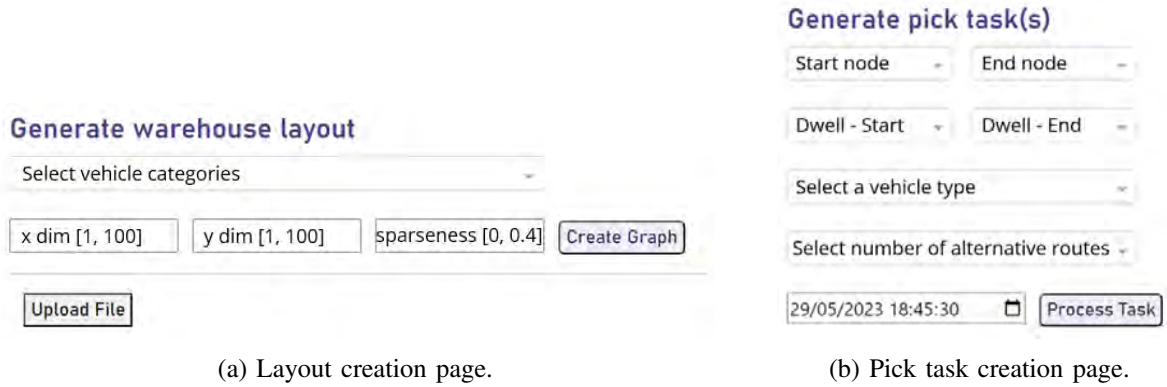 Generate warehouse layout
Select vehicle categories
x dim [1, 100] y dim [1, 100] sparseness [0, 0.4] Create Graph
Upload File
(a) Layout creation page.
Generate pick task(s)
Start node End node
Dwell - Start Dwell - End
Select a vehicle type
Select number of alternative routes
29/05/2023 18:45:30 Process Task
(b) Pick task creation page.